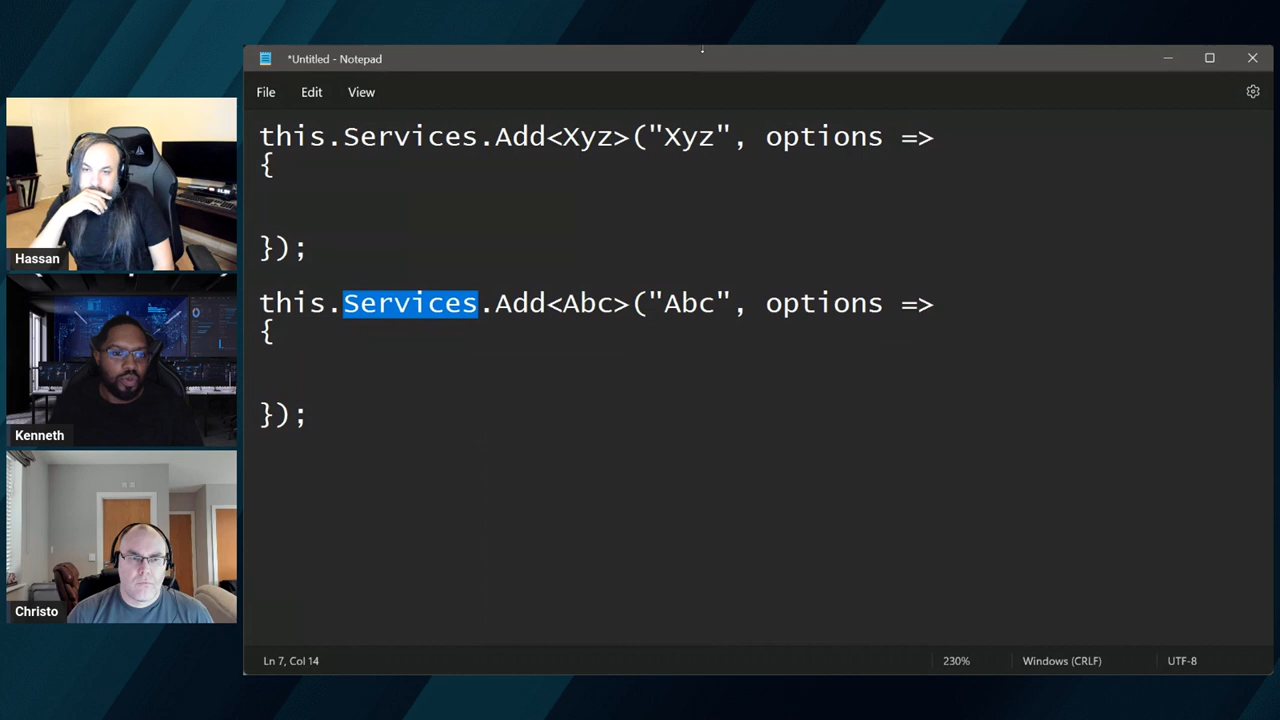 *Untitled - Notepad
File Edit View
this.Services.Add<Xyz>("Xyz", options =>
{
});
this.Services.Add<Abc>("Abc", options =>
{
});
Ln 7, Col 14 230% Windows (CRLF) UTF-8
Hassan
Kenneth
Christo